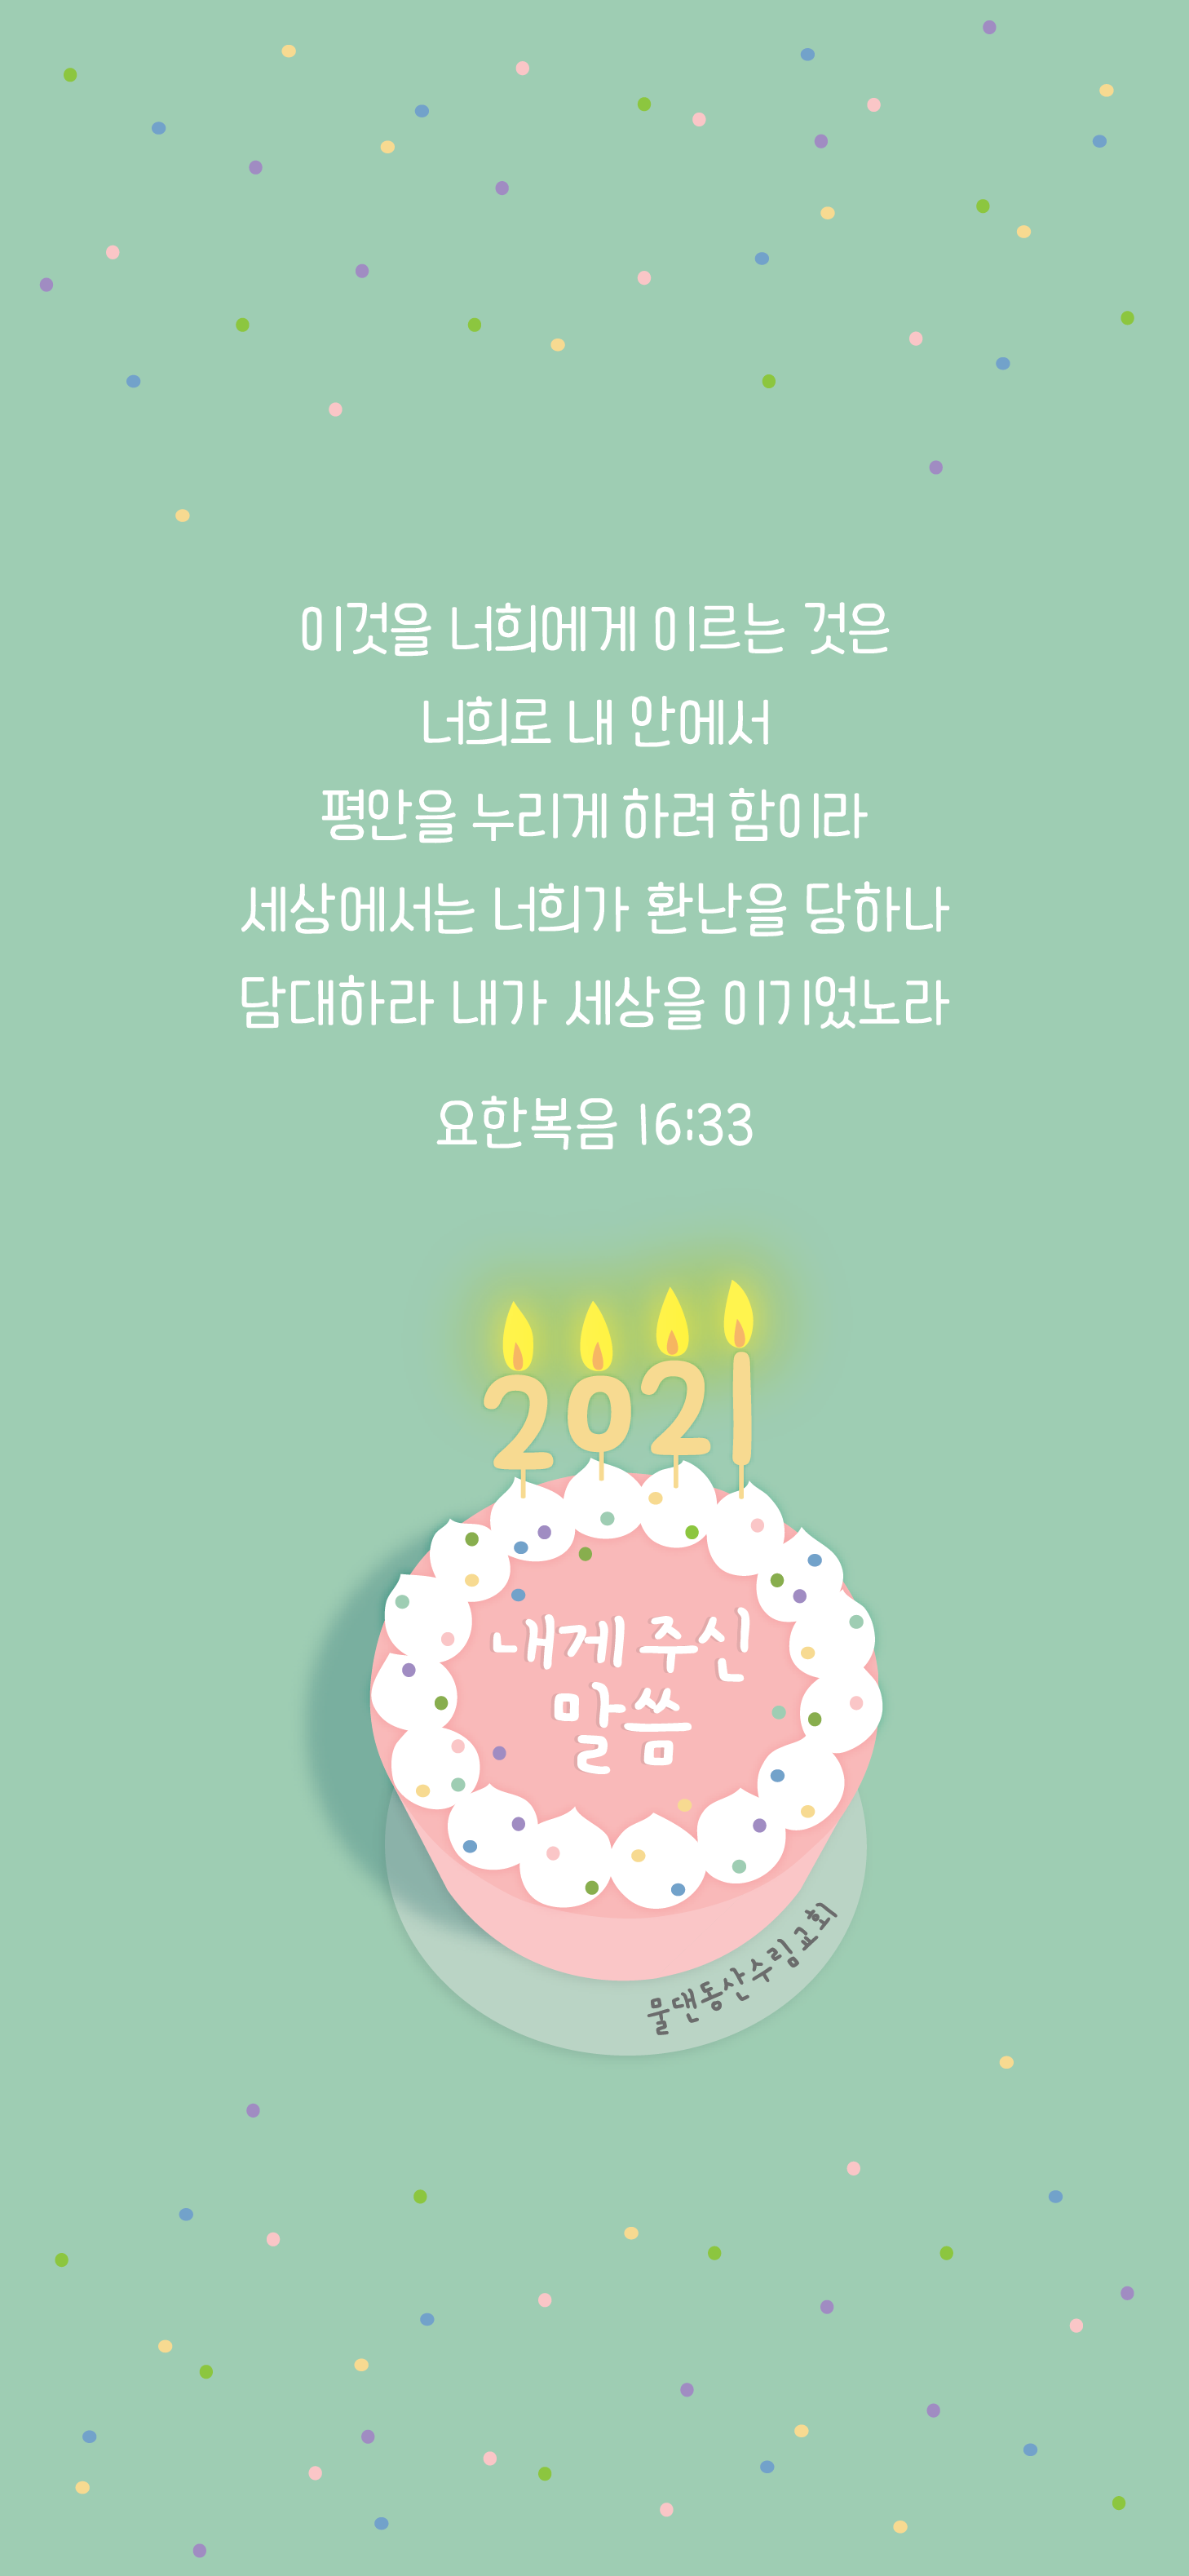 이것을 너희에게 이르는 것은
너희로 내 안에서
평안을 누리게 하려 함이라
세상에서는 너희가 환난을 당하나
담대하라 내가 세상을 이기었노라
요한복음 16:33
2021
내게 주신
말씀
물댄동산수림교회